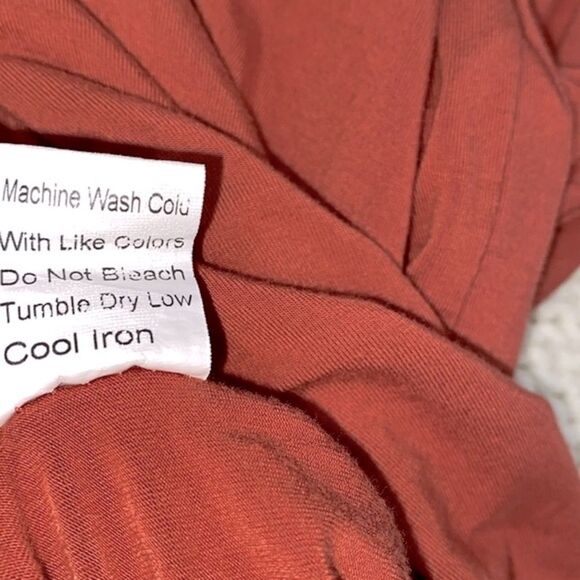 Machine Wash Cold
With Like Colors
Do Not Bleach
Tumble Dry Low
Cool Iron